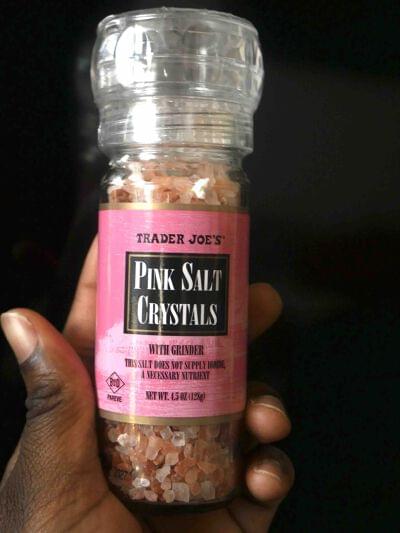 TRADER JOE'S
PINK SALT
CRYSTALS
WITH GRINDER
THIS SALT DOES NOT SUPPLY IODIDE,
A NECESSARY NUTRIENT
PAREVE
NET WT. 4.5 OZ (128g)